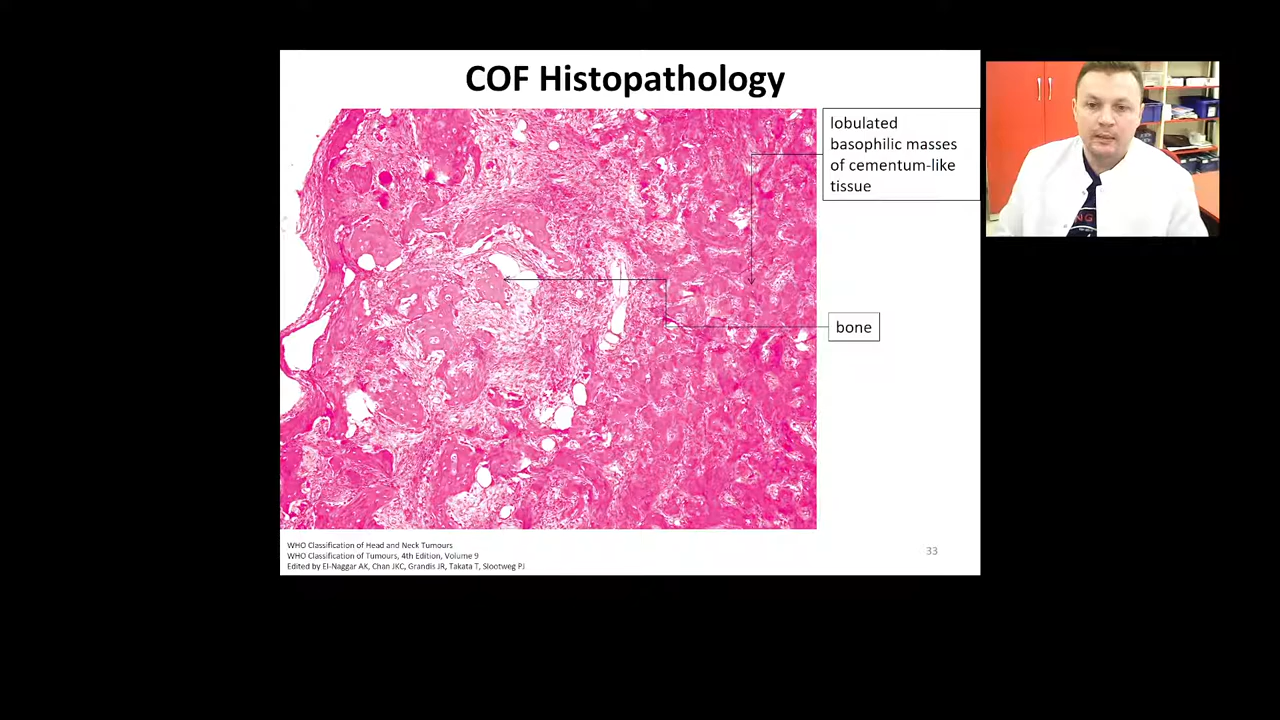 COF Histopathology
lobulated
basophilic masses
of cementum-like
tissue
bone
WHO Classification of Head and Neck Tumours
WHO Classification of Tumours, 4th Edition, Volume 9
Edited by El-Naggar AK, Chan JKC, Grandis JR, Takata T, Slootweg PJ
33
NG